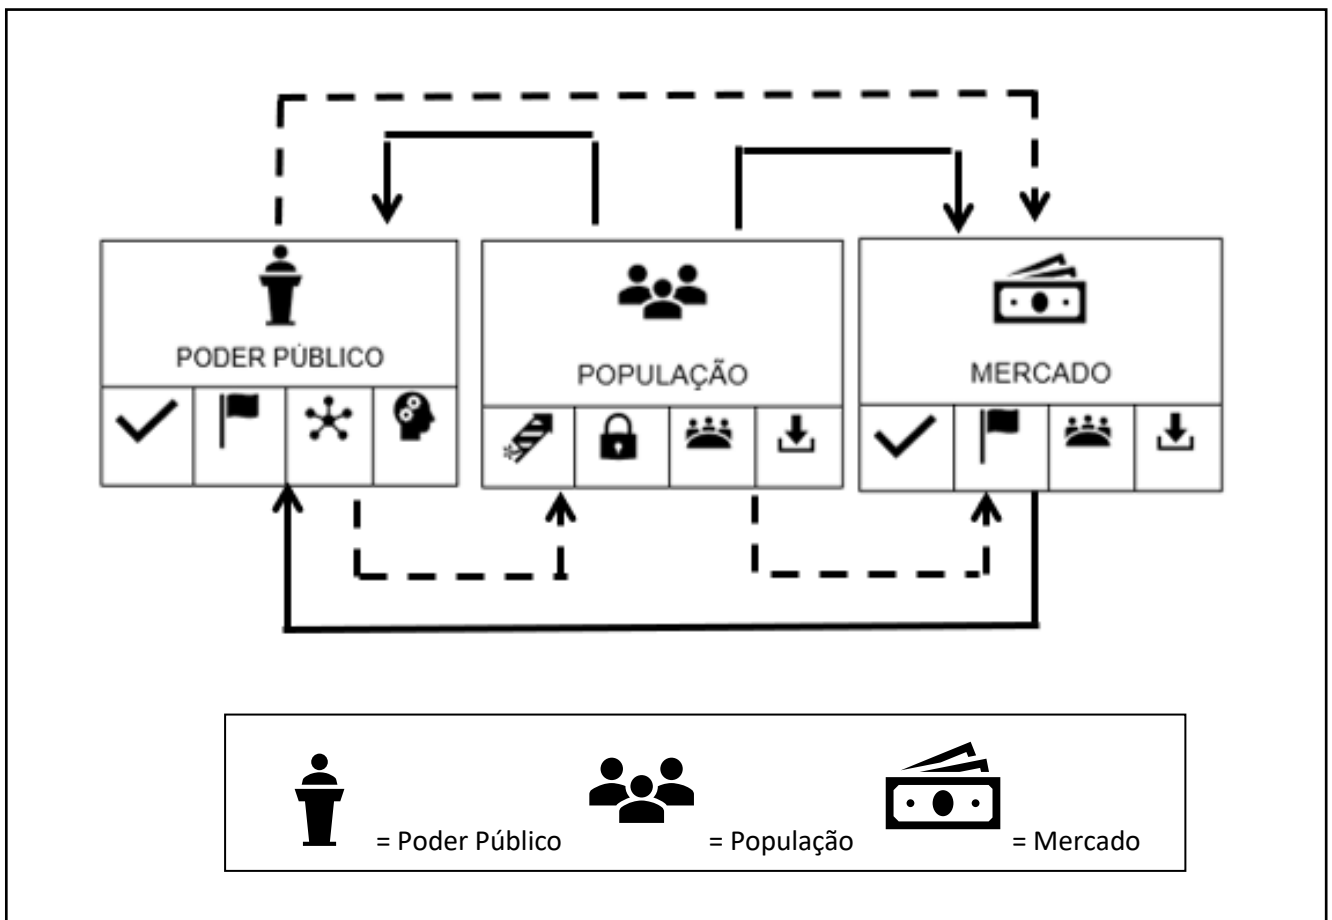 PODER PÚBLICO
POPULAÇÃO
MERCADO
= Poder Público
= População
= Mercado